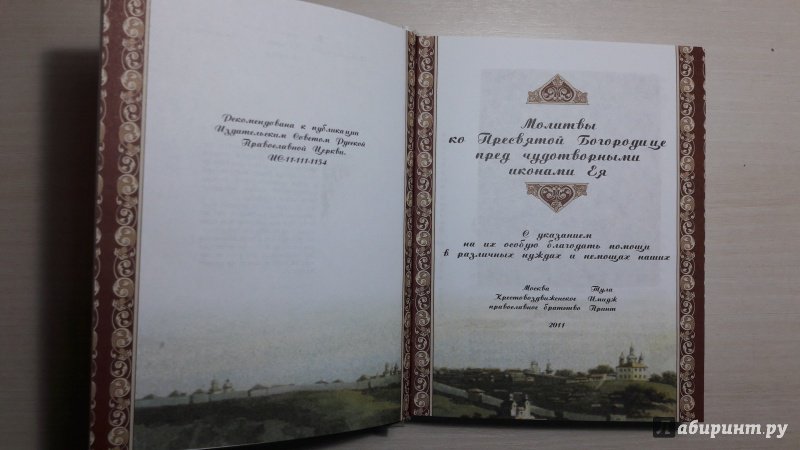 Рекомендована к публикации
Издательским Советом Русской
Православной Церкви.
ИС-11-111-1154
Молитвы
ко Пресвятой Богородице
пред чудотворными
иконами Ея
С указанием
на их особую благодать помощи
в различных нуждах и немощах наших
Москва Тула
Крестовоздвиженское Имидж
православное братство Принт
2011
Лабиринт.ру